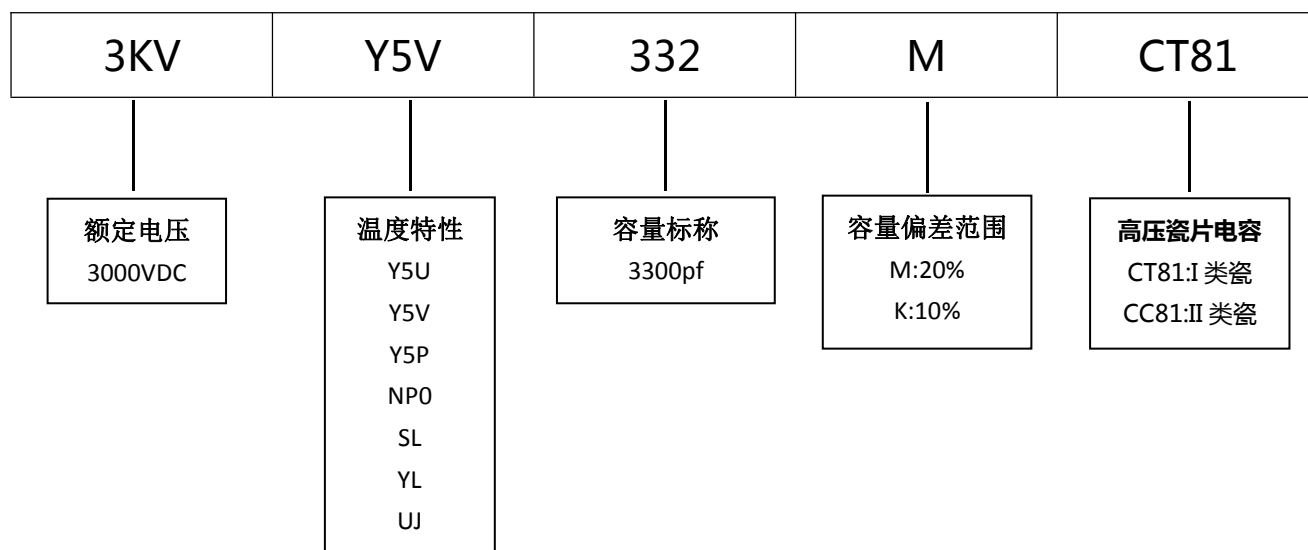 3KV Y5V 332 M CT81
额定电压
3000VDC
温度特性
Y5U
Y5V
Y5P
NP0
SL
YL
UJ
容量标称
3300pf
容量偏差范围
M:20%
K:10%
高压瓷片电容
CT81:I 类瓷
CC81:II 类瓷